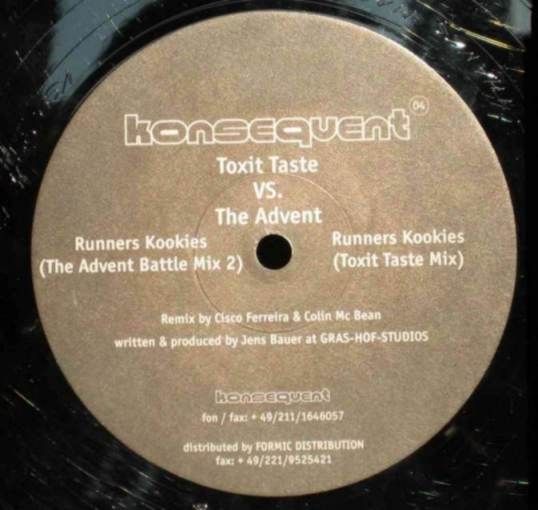 konsequent 04
Toxit Taste
VS.
The Advent
Runners Kookies
(The Advent Battle Mix 2)
Runners Kookies
(Toxit Taste Mix)
Remix by Cisco Ferreira & Colin Mc Bean
written & produced by Jens Bauer at GRAS-HOF-STUDIOS
konsequent
fon / fax: + 49/211/1646057
distributed by FORMIC DISTRIBUTION
fax: + 49/221/9525421